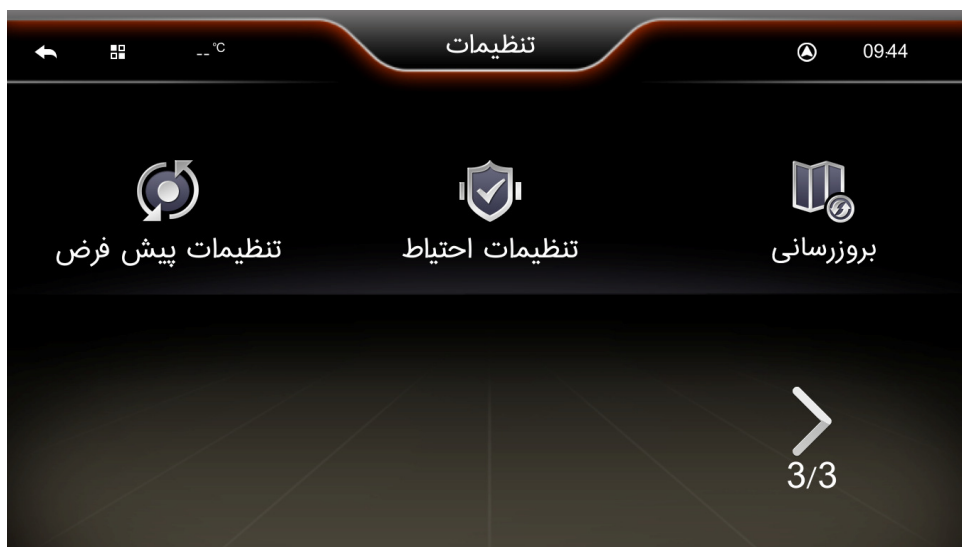 تنظیمات
-- °C
09:44
بروزرسانی
تنظیمات احتیاط
تنظیمات پیش فرض
3/3